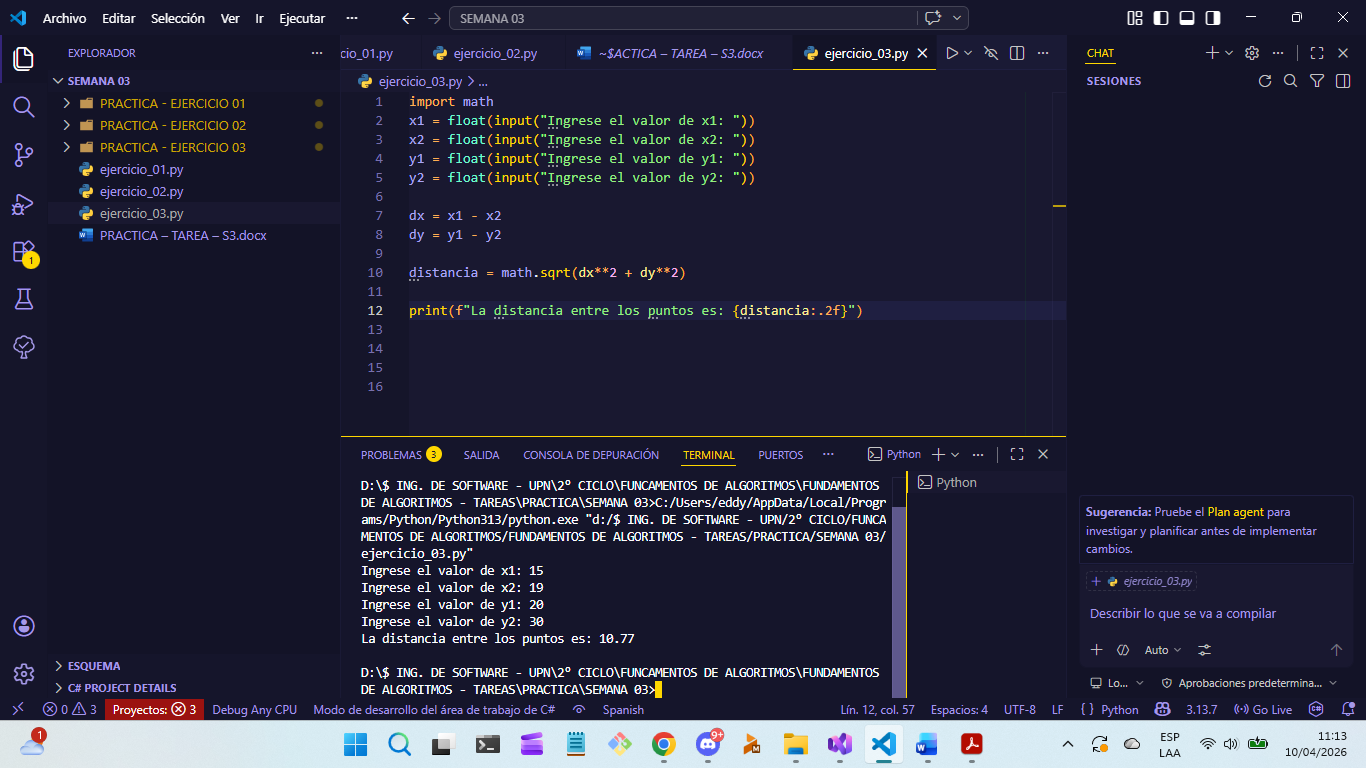 Archivo Editar Selección Ver Ir Ejecutar ···
SEMANA 03
EXPLORADOR
SEMANA 03
PRACTICA - EJERCICIO 01
PRACTICA - EJERCICIO 02
PRACTICA - EJERCICIO 03
ejercicio_01.py
ejercicio_02.py
ejercicio_03.py
PRACTICA – TAREA – S3.docx
1
ESQUEMA
C# PROJECT DETAILS
cio_01.py ejercicio_02.py ~$ACTICA – TAREA – S3.docx ejercicio_03.py
ejercicio_03.py > ...
1 import math
2 x1 = float(input("Ingrese el valor de x1: "))
3 x2 = float(input("Ingrese el valor de x2: "))
4 y1 = float(input("Ingrese el valor de y1: "))
5 y2 = float(input("Ingrese el valor de y2: "))
6
7 dx = x1 - x2
8 dy = y1 - y2
9
10 distancia = math.sqrt(dx**2 + dy**2)
11
12 print(f"La distancia entre los puntos es: {distancia:.2f}")
13
14
15
16
PROBLEMAS 3 SALIDA CONSOLA DE DEPURACIÓN TERMINAL PUERTOS ··· Python
D:\$ ING. DE SOFTWARE - UPN\2º CICLO\FUNCAMENTOS DE ALGORITMOS\FUNDAMENTOS
DE ALGORITMOS - TAREAS\PRACTICA\SEMANA 03>C:/Users/eddy/AppData/Local/Progr
ams/Python/Python313/python.exe "d:/$ ING. DE SOFTWARE - UPN/2º CICLO/FUNCA
MENTOS DE ALGORITMOS/FUNDAMENTOS DE ALGORITMOS - TAREAS/PRACTICA/SEMANA 03/
ejercicio_03.py"
Ingrese el valor de x1: 15
Ingrese el valor de x2: 19
Ingrese el valor de y1: 20
Ingrese el valor de y2: 30
La distancia entre los puntos es: 10.77
D:\$ ING. DE SOFTWARE - UPN\2º CICLO\FUNCAMENTOS DE ALGORITMOS\FUNDAMENTOS
DE ALGORITMOS - TAREAS\PRACTICA\SEMANA 03>
Python
CHAT
SESIONES
Sugerencia: Pruebe el Plan agent para
investigar y planificar antes de implementar
cambios.
ejercicio_03.py
Describir lo que se va a compilar
Auto
Lo... Aprobaciones predetermina...
0 3 Proyectos: 3 Debug Any CPU Modo de desarrollo del área de trabajo de C# Spanish Lín. 12, col. 57 Espacios: 4 UTF-8 LF { } Python 3.13.7 Go Live
1
9+
ESP
LAA
11:13
10/04/2026